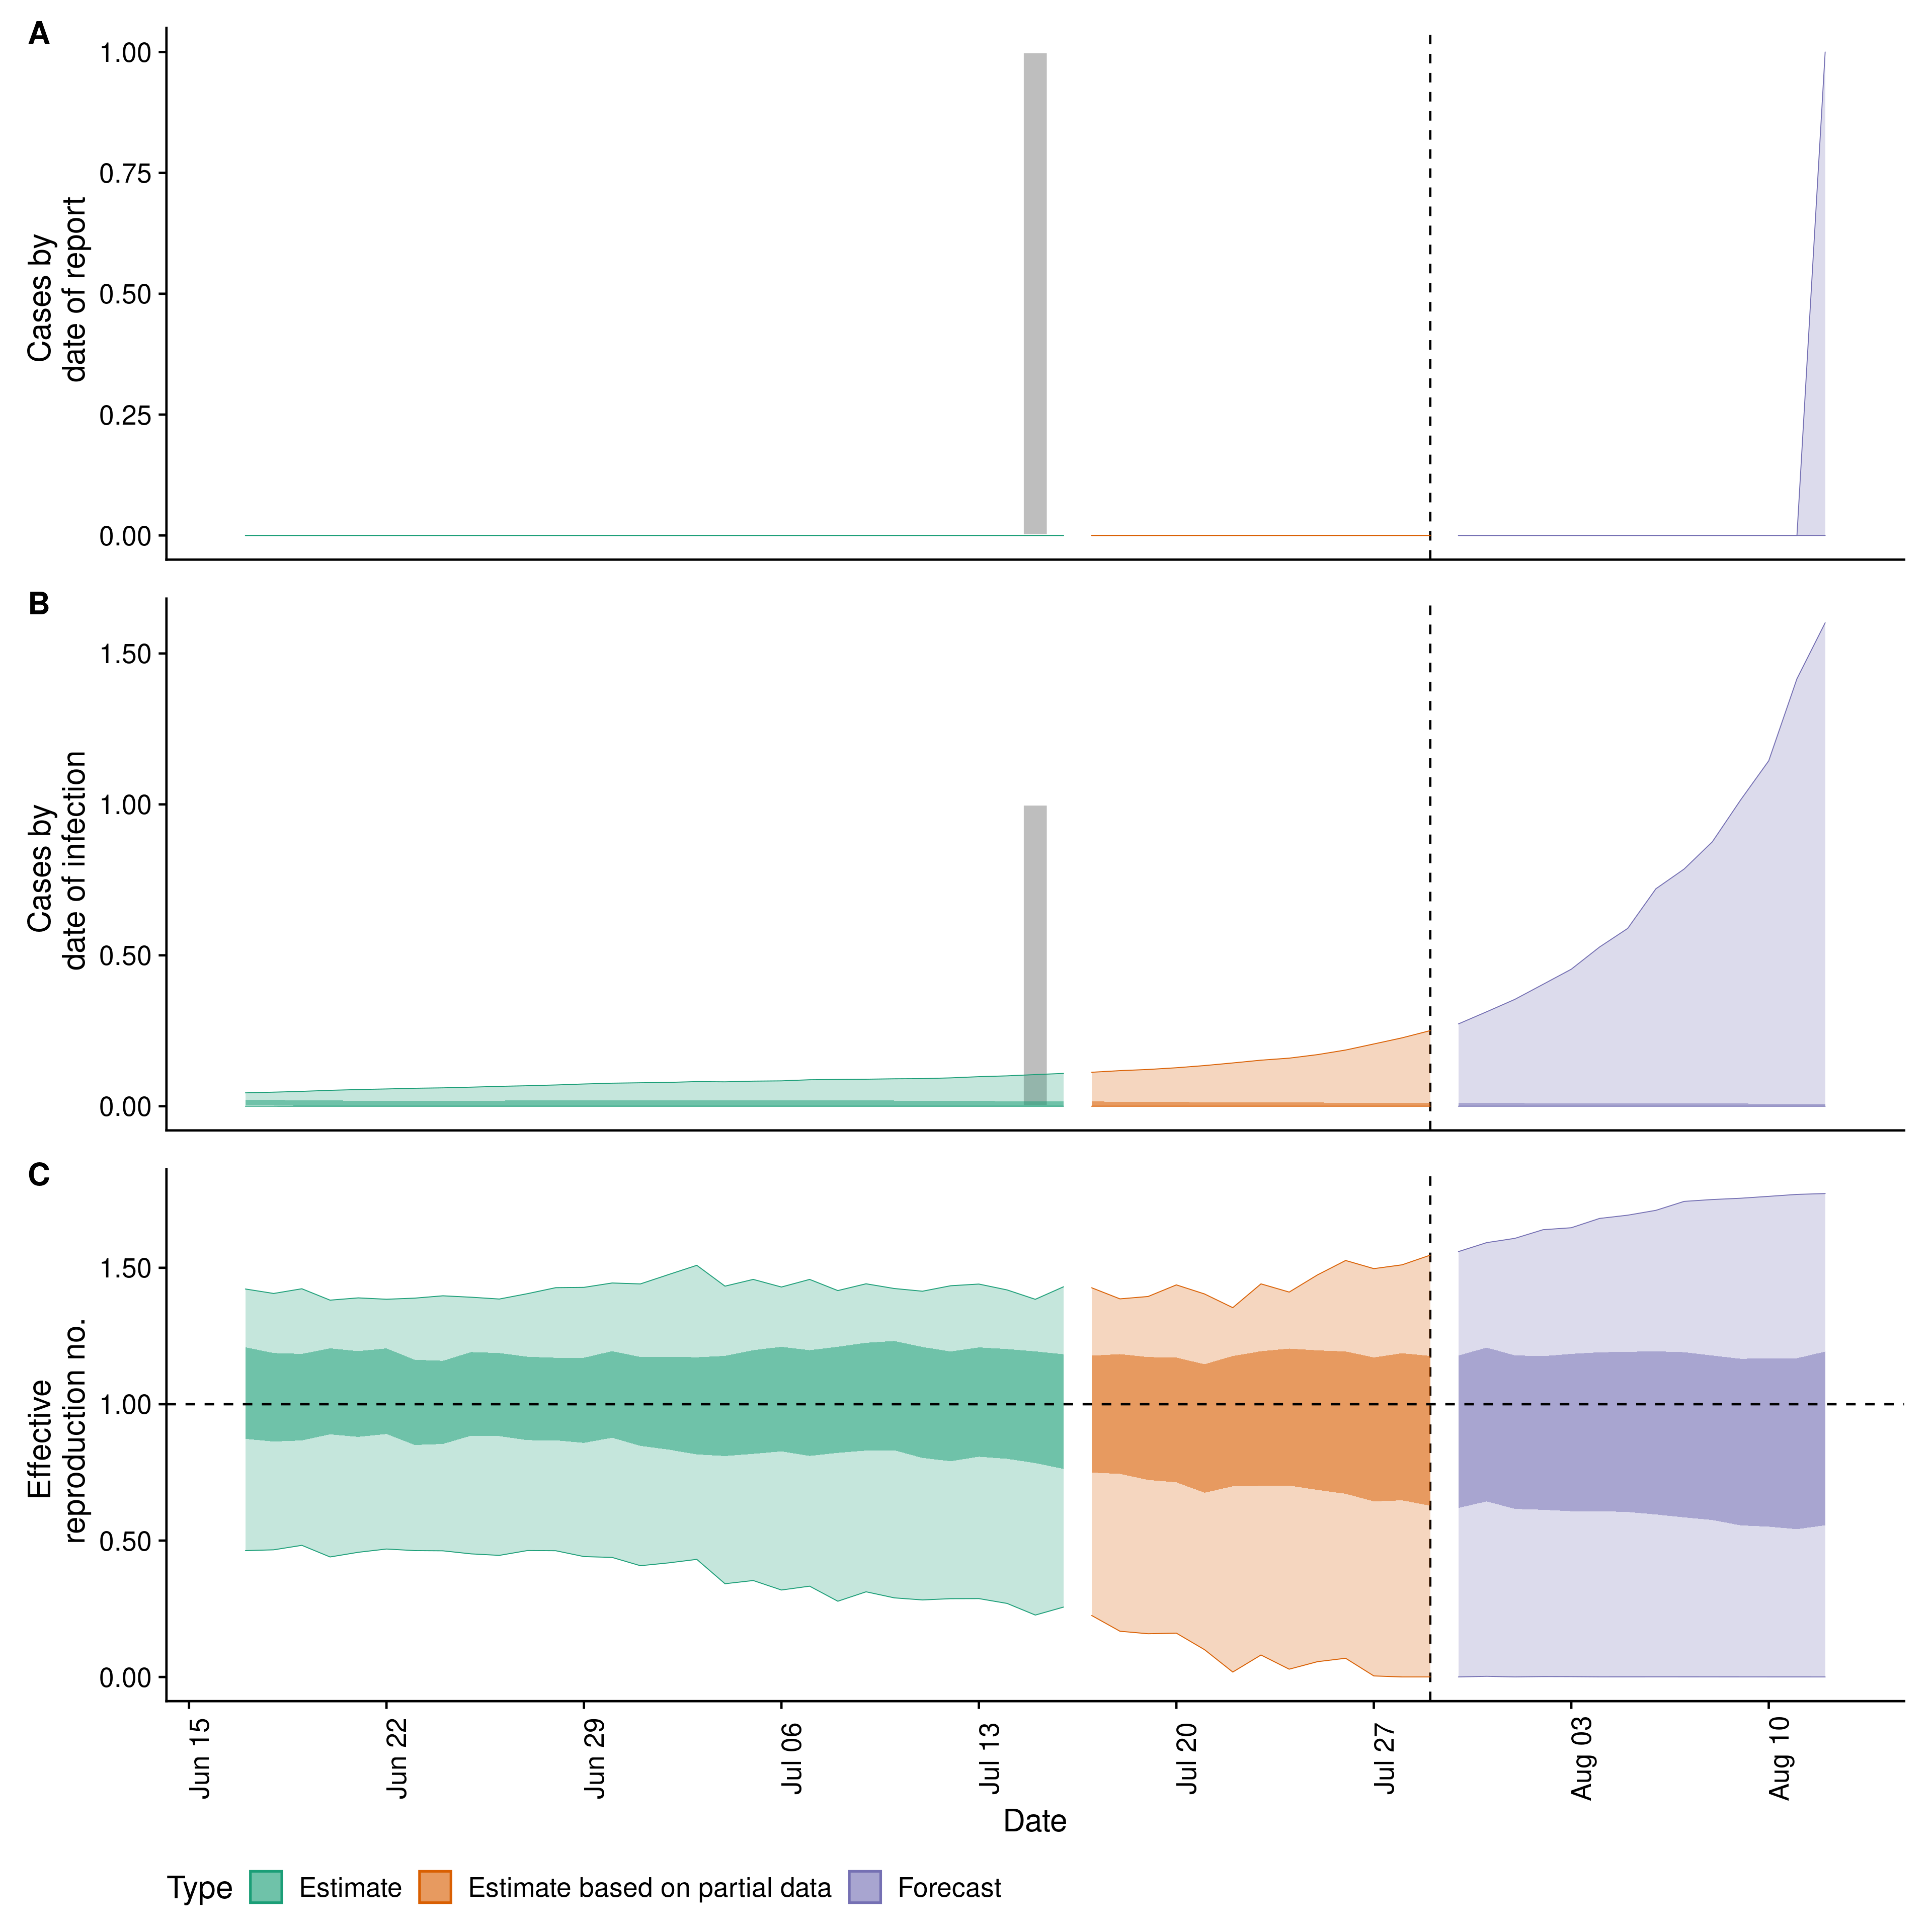 A
1.00
0.75
0.50
0.25
0.00
Cases by
date of report
B
1.50
1.00
0.50
0.00
Cases by
date of infection
C
1.50
1.00
0.50
0.00
Effective
reproduction no.
Jun 15 Jun 22 Jun 29 Jul 06 Jul 13 Jul 20 Jul 27 Aug 03 Aug 10
Date
Type Estimate Estimate based on partial data Forecast